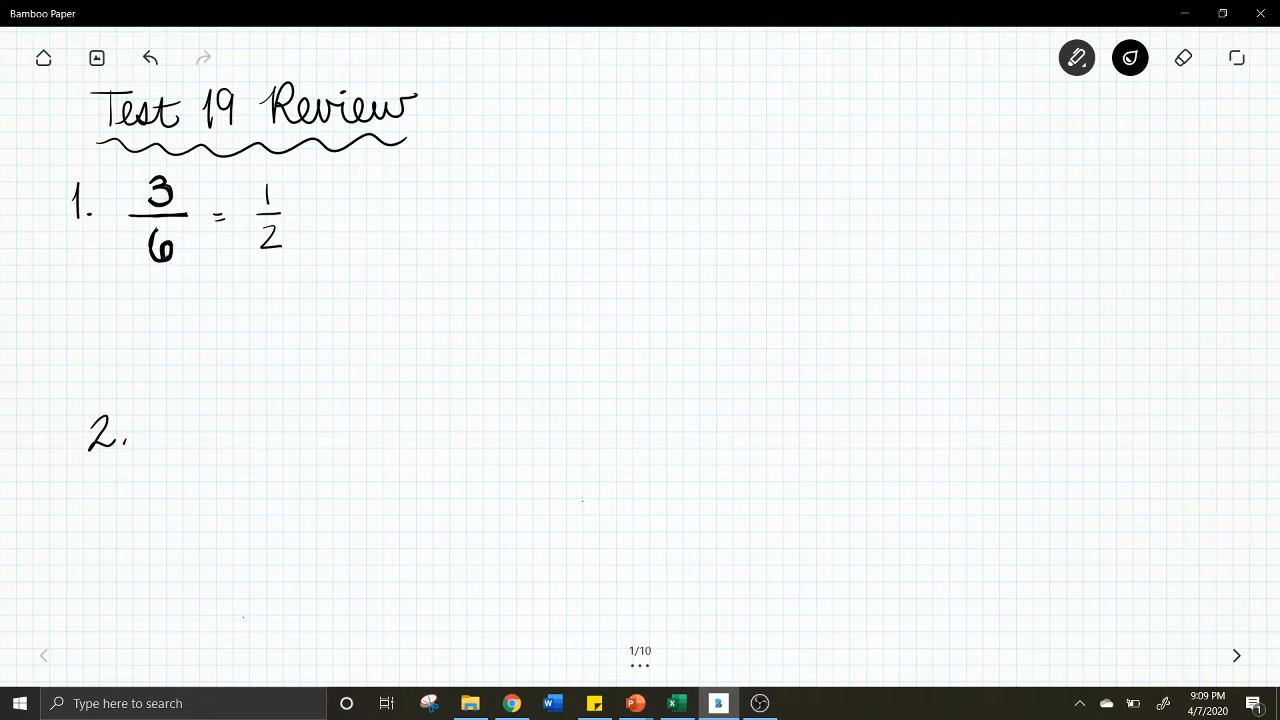 Bamboo Paper
Test 19 Review
1. 3/6 = 1/2
2.
1/10
Type here to search
9:09 PM
4/7/2020